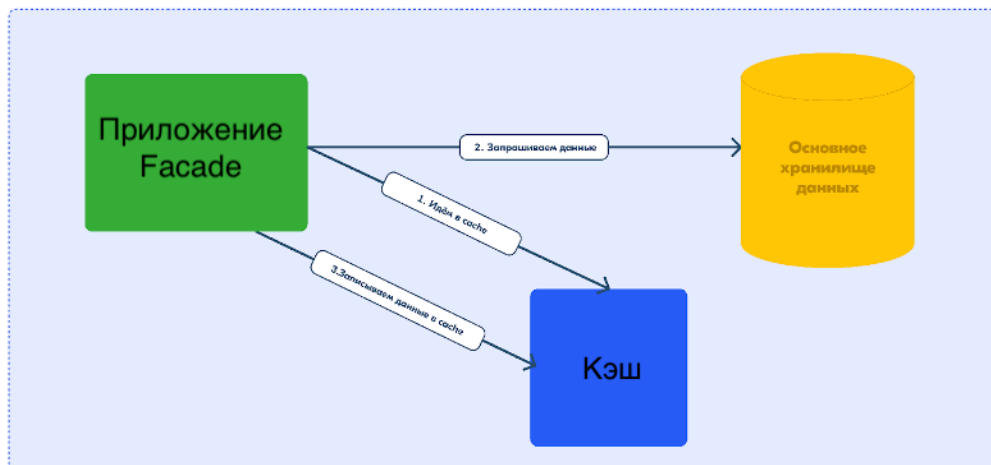 Приложение
Facade
2. Запрашиваем данные
Основное
хранилище
данных
1. Идём в cache
3.Записываем данные в cache
Кэш